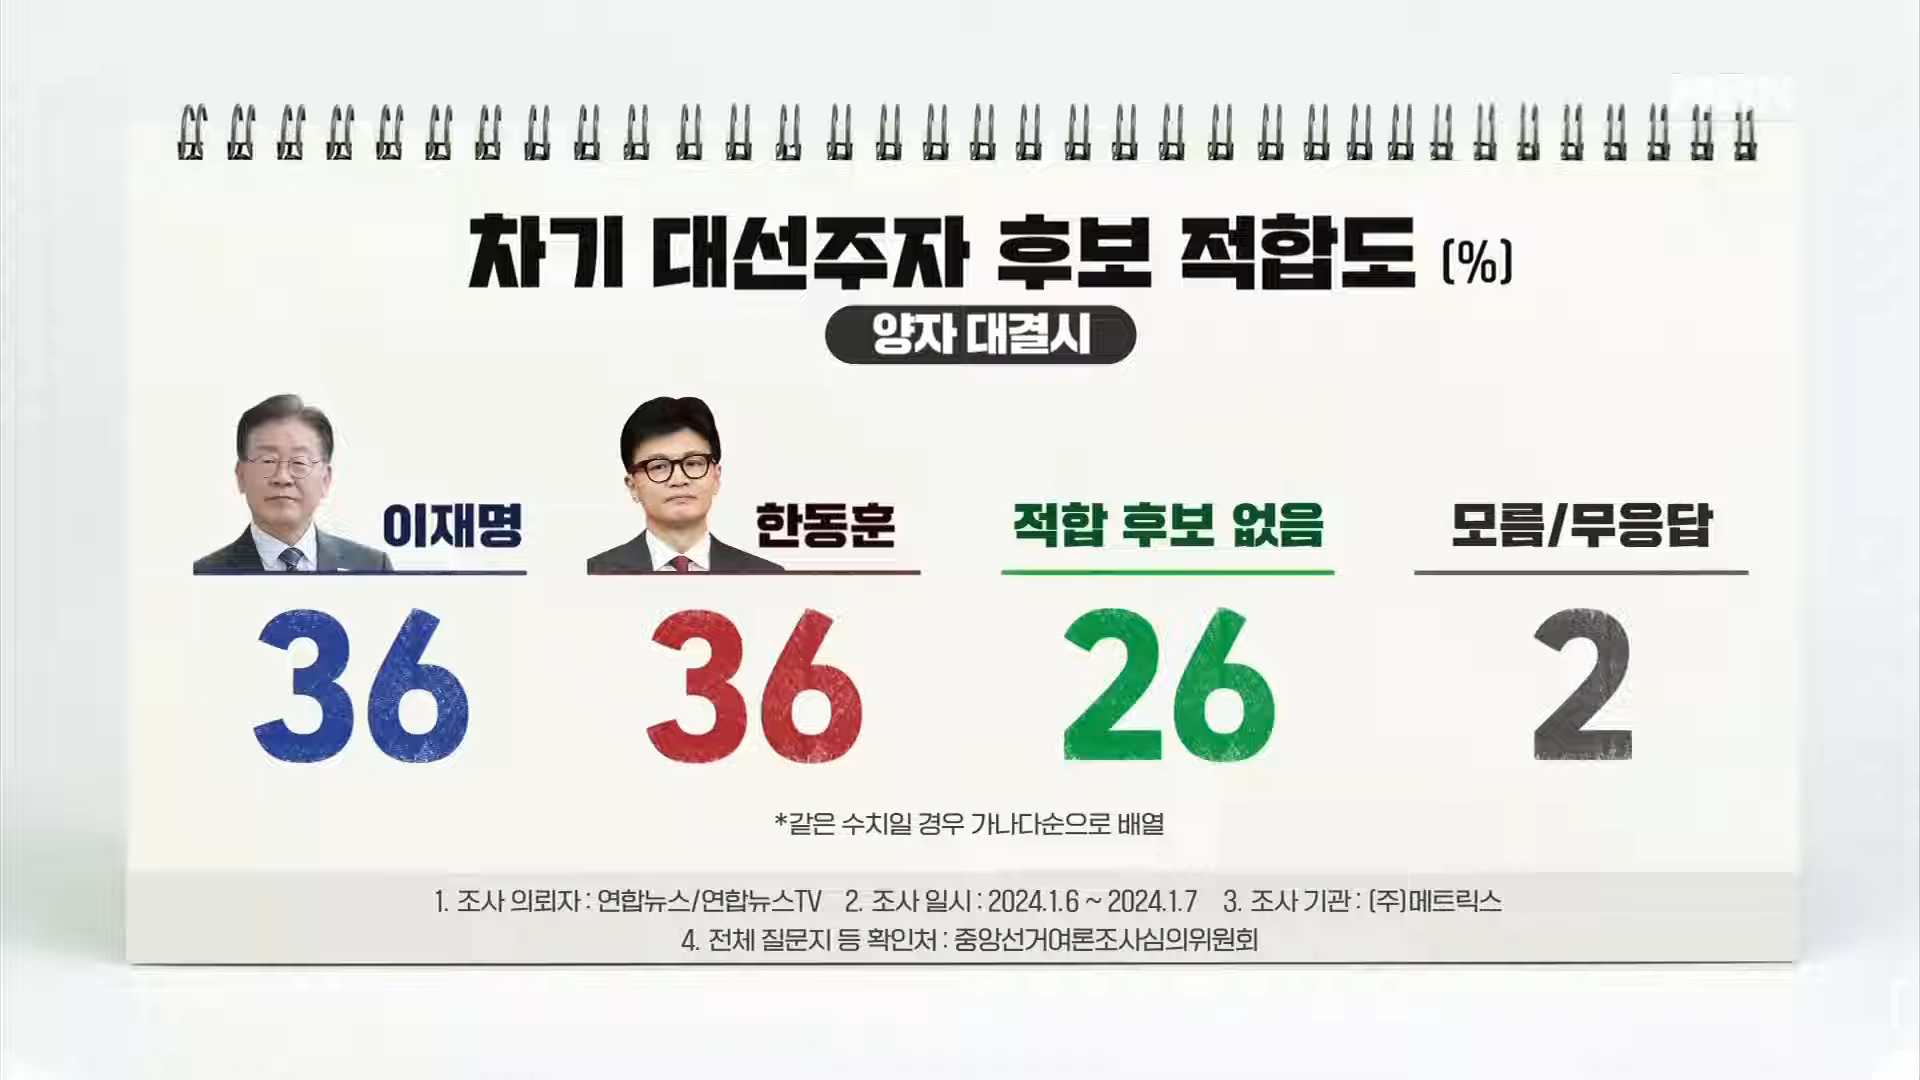 MBN
차기 대선주자 후보 적합도 (%)
양자 대결시
이재명
한동훈
적합 후보 없음
모름/무응답
36
36
26
2
*같은 수치일 경우 가나다순으로 배열
1. 조사 의뢰자 : 연합뉴스/연합뉴스TV 2. 조사 일시 : 2024.1.6 ~ 2024.1.7 3. 조사 기관 : (주)메트릭스
4. 전체 질문지 등 확인처 : 중앙선거여론조사심의위원회